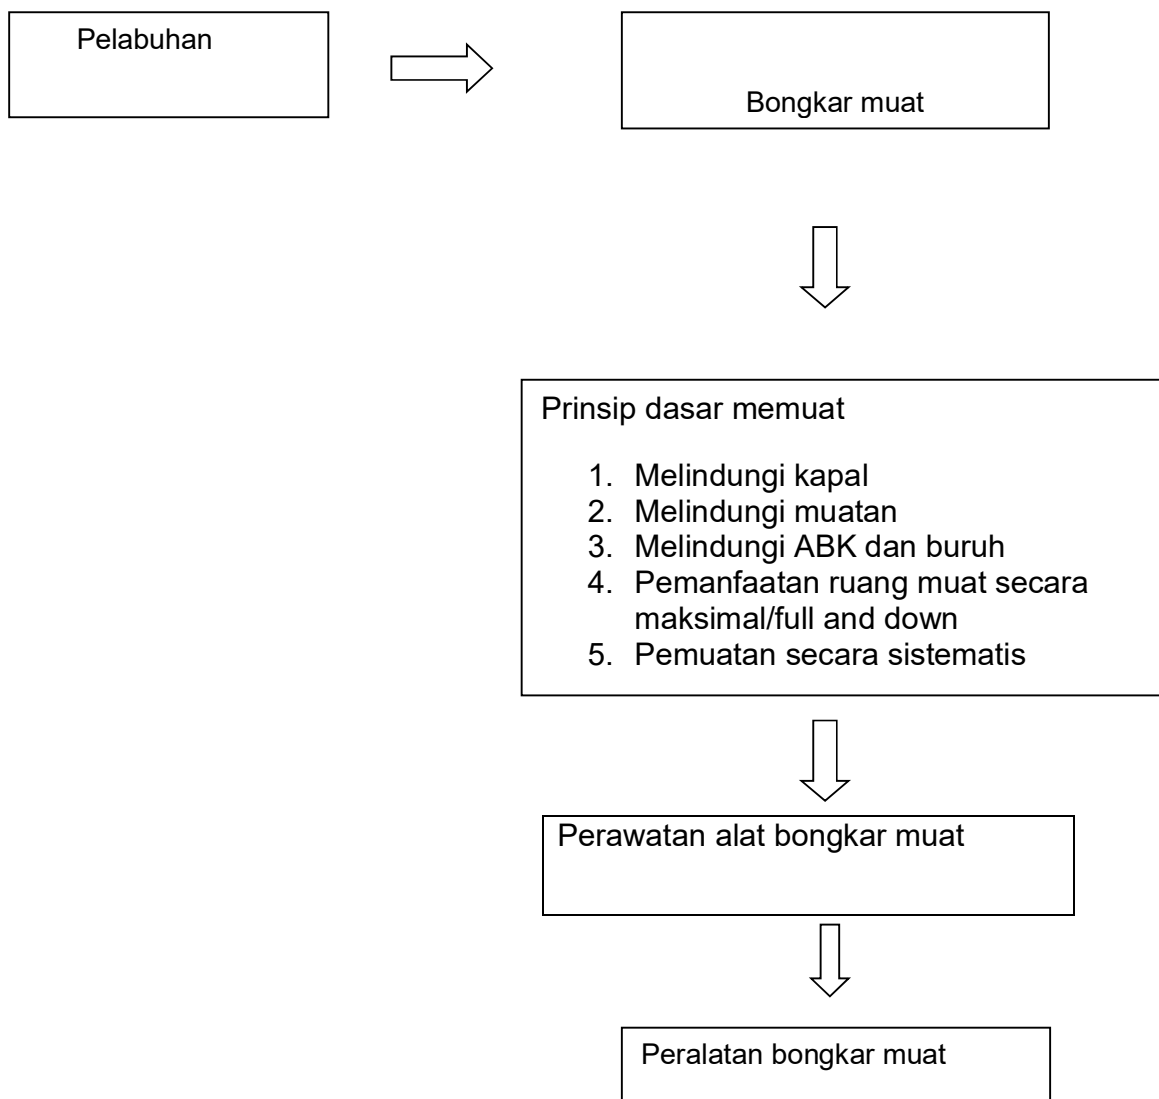 Pelabuhan
Bongkar muat
Prinsip dasar memuat
1. Melindungi kapal
2. Melindungi muatan
3. Melindungi ABK dan buruh
4. Pemanfaatan ruang muat secara
maksimal/full and down
5. Pemuatan secara sistematis
Perawatan alat bongkar muat
Peralatan bongkar muat